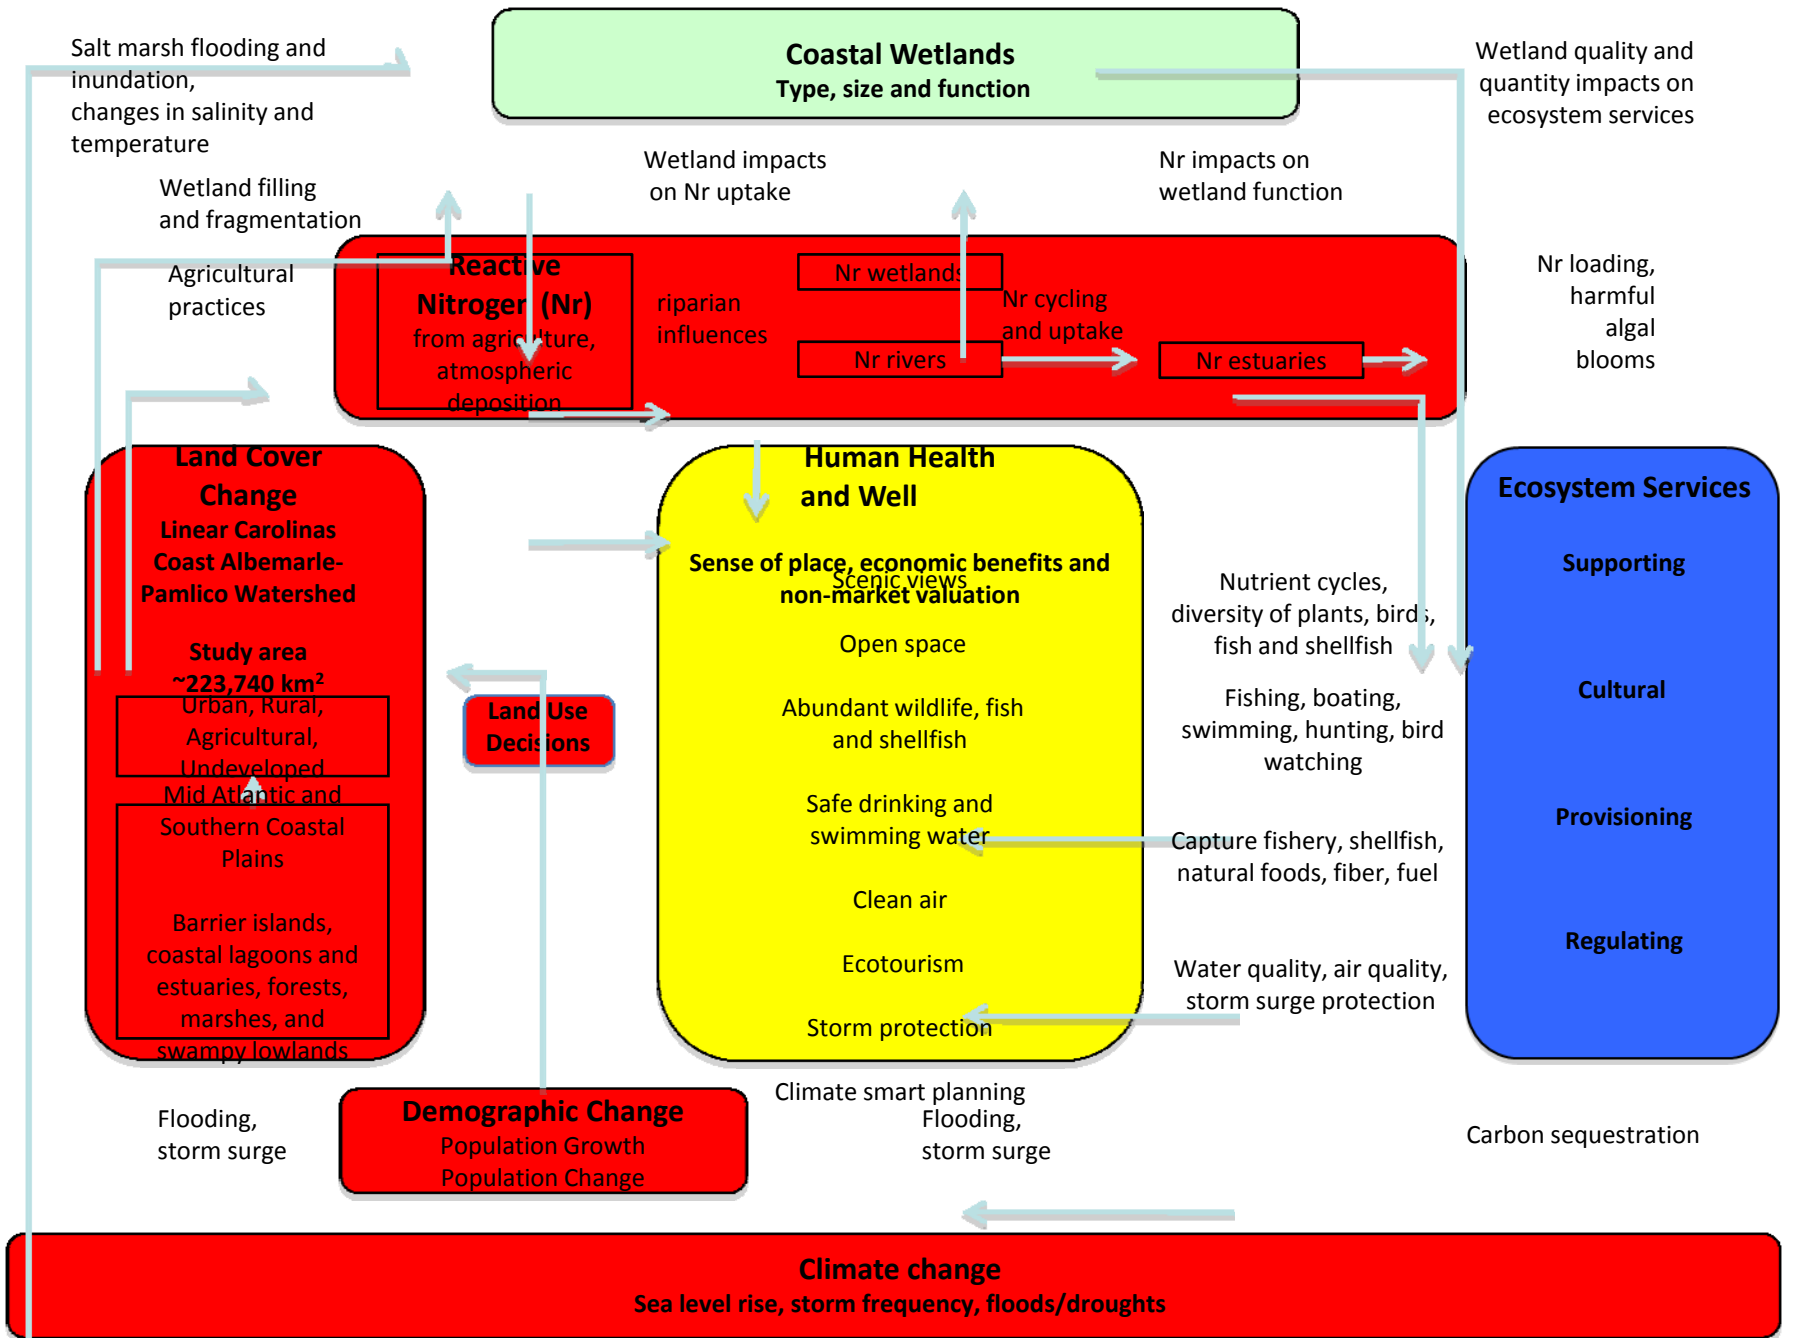 Salt marsh flooding and
inundation,
changes in salinity and
temperature
Coastal Wetlands
Type, size and function
Wetland quality and
quantity impacts on
ecosystem services
Wetland filling
and fragmentation
Wetland impacts
on Nr uptake
Nr impacts on
wetland function
Agricultural
practices
Reactive
Nitrogen (Nr)
from agriculture,
atmospheric
deposition
riparian
influences
Nr wetlands
Nr rivers
Nr cycling
and uptake
Nr estuaries
Nr loading,
harmful
algal
blooms
Land Cover
Change
Linear Carolinas
Coast Albemarle-
Pamlico Watershed
Study area
~223,740 km²
Urban, Rural,
Agricultural,
Undeveloped
Mid Atlantic and
Southern Coastal
Plains
Barrier islands,
coastal lagoons and
estuaries, forests,
marshes, and
swampy lowlands
Land Use
Decisions
Human Health
and Well
Sense of place, economic benefits and
non-market valuation
Scenic views
Open space
Abundant wildlife, fish
and shellfish
Safe drinking and
swimming water
Clean air
Ecotourism
Storm protection
Nutrient cycles,
diversity of plants, birds,
fish and shellfish
Fishing, boating,
swimming, hunting, bird
watching
Capture fishery, shellfish,
natural foods, fiber, fuel
Water quality, air quality,
storm surge protection
Ecosystem Services
Supporting
Cultural
Provisioning
Regulating
Flooding,
storm surge
Demographic Change
Population Growth
Population Change
Climate smart planning
Flooding,
storm surge
Carbon sequestration
Climate change
Sea level rise, storm frequency, floods/droughts